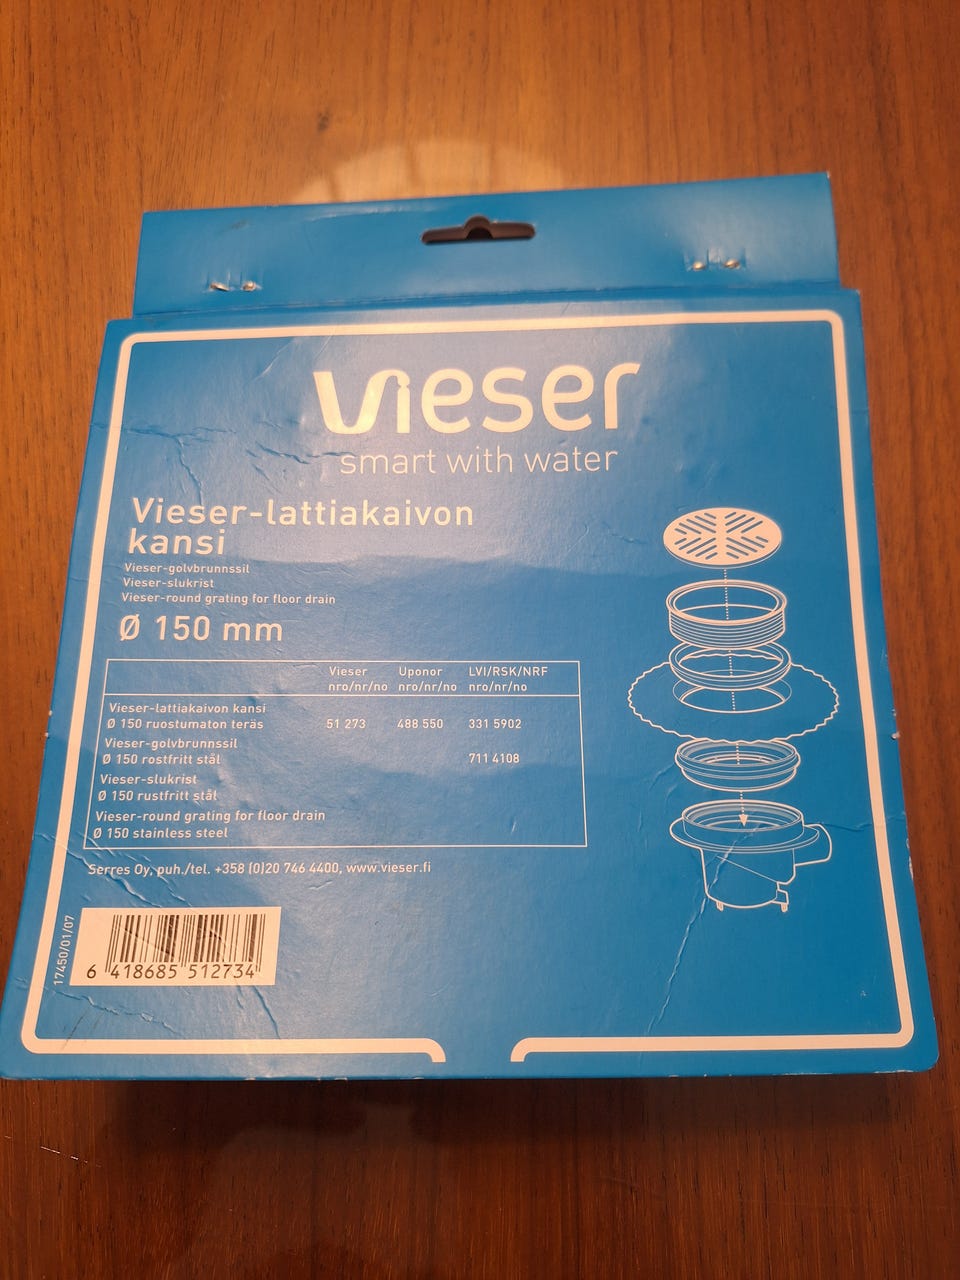 vieser
smart with water
Vieser-lattiakaivon
kansi
Vieser-golvbrunnssil
Vieser-slukrist
Vieser-round grating for floor drain
Ø 150 mm
Vieser Uponor LVI/RSK/NRF
nro/nr/no nro/nr/no nro/nr/no
Vieser-lattiakaivon kansi
Ø 150 ruostumaton teräs 51 273 488 550 331 5902
Vieser-golvbrunnssil
Ø 150 rostfritt stål 711 4108
Vieser-slukrist
Ø 150 rustfritt stål
Vieser-round grating for floor drain
Ø 150 stainless steel
Serres Oy, puh./tel. +358 (0)20 746 4400, www.vieser.fi
17450/01/07
6 418685 512734